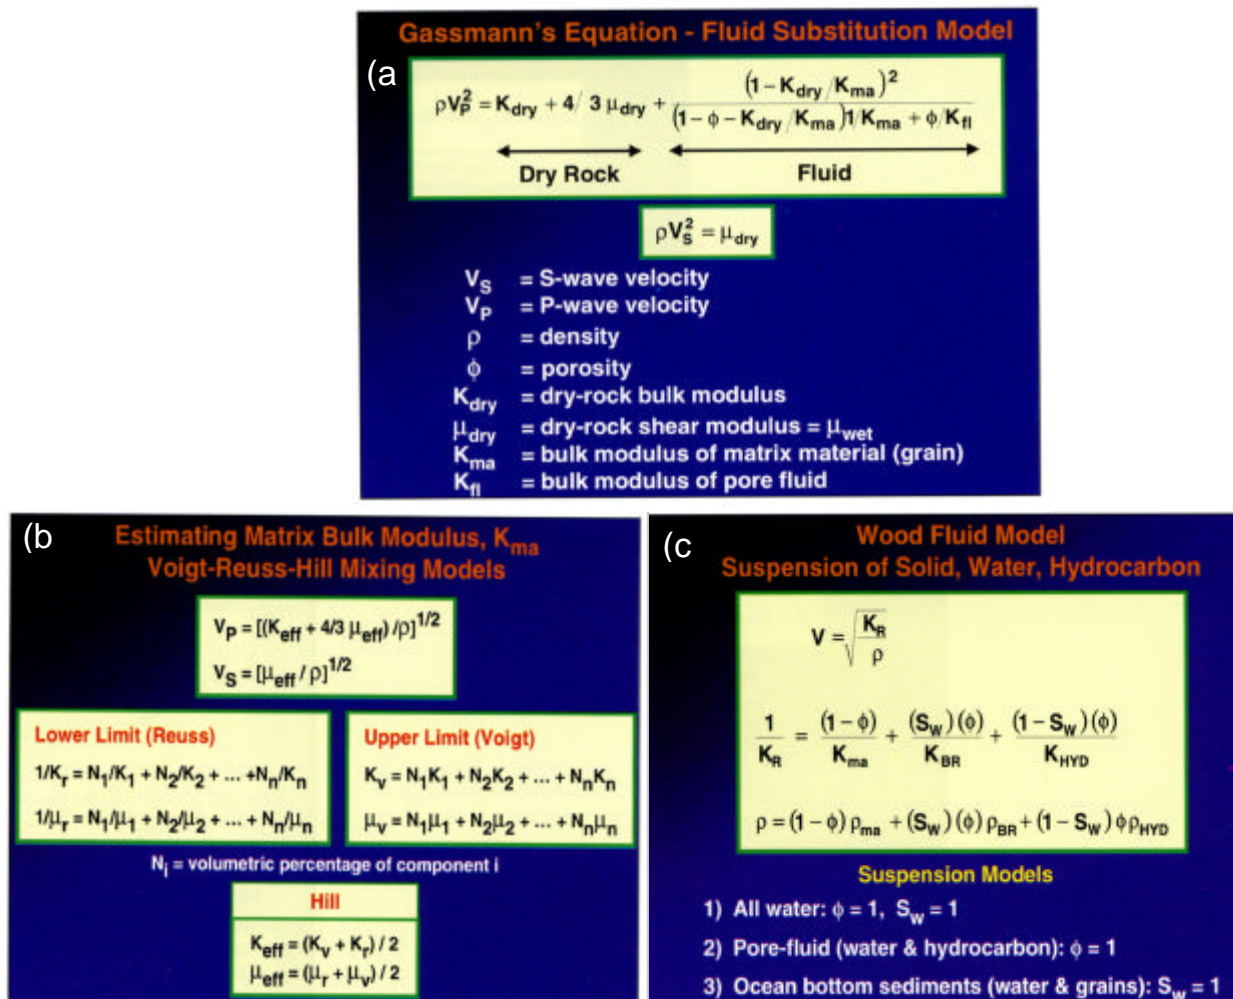 Gassmann's Equation - Fluid Substitution Model
(a
ρV_P^2 = K_dry + 4/ 3 μ_dry + (1 - K_dry/K_ma)^2 / (1 - φ - K_dry/K_ma)1/K_ma + φ/K_fl
Dry Rock Fluid
ρV_S^2 = μ_dry
V_S = S-wave velocity
V_P = P-wave velocity
ρ = density
φ = porosity
K_dry = dry-rock bulk modulus
μ_dry = dry-rock shear modulus = μ_wet
K_ma = bulk modulus of matrix material (grain)
K_fl = bulk modulus of pore fluid
(b
Estimating Matrix Bulk Modulus, K_ma
Voigt-Reuss-Hill Mixing Models
V_P = [(K_eff + 4/3 μ_eff) /ρ]^1/2
V_S = [μ_eff / ρ]^1/2
Lower Limit (Reuss)
1/K_r = N_1/K_1 + N_2/K_2 + ... +N_n/K_n
1/μ_r = N_1/μ_1 + N_2/μ_2 + ... + N_n/μ_n
Upper Limit (Voigt)
K_v = N_1K_1 + N_2K_2 + ... + N_nK_n
μ_v = N_1μ_1 + N_2μ_2 + ... + N_nμ_n
N_i = volumetric percentage of component i
Hill
K_eff = (K_v + K_r) / 2
μ_eff = (μ_r + μ_v) / 2
(c
Wood Fluid Model
Suspension of Solid, Water, Hydrocarbon
V = √(K_R / ρ)
1/K_R = (1 - φ)/K_ma + (S_W)(φ)/K_BR + (1 - S_W)(φ)/K_HYD
ρ = (1 - φ) ρ_ma + (S_W)(φ) ρ_BR + (1 - S_W) φρ_HYD
Suspension Models
1) All water: φ = 1, S_w = 1
2) Pore-fluid (water & hydrocarbon): φ = 1
3) Ocean bottom sediments (water & grains): S_w = 1